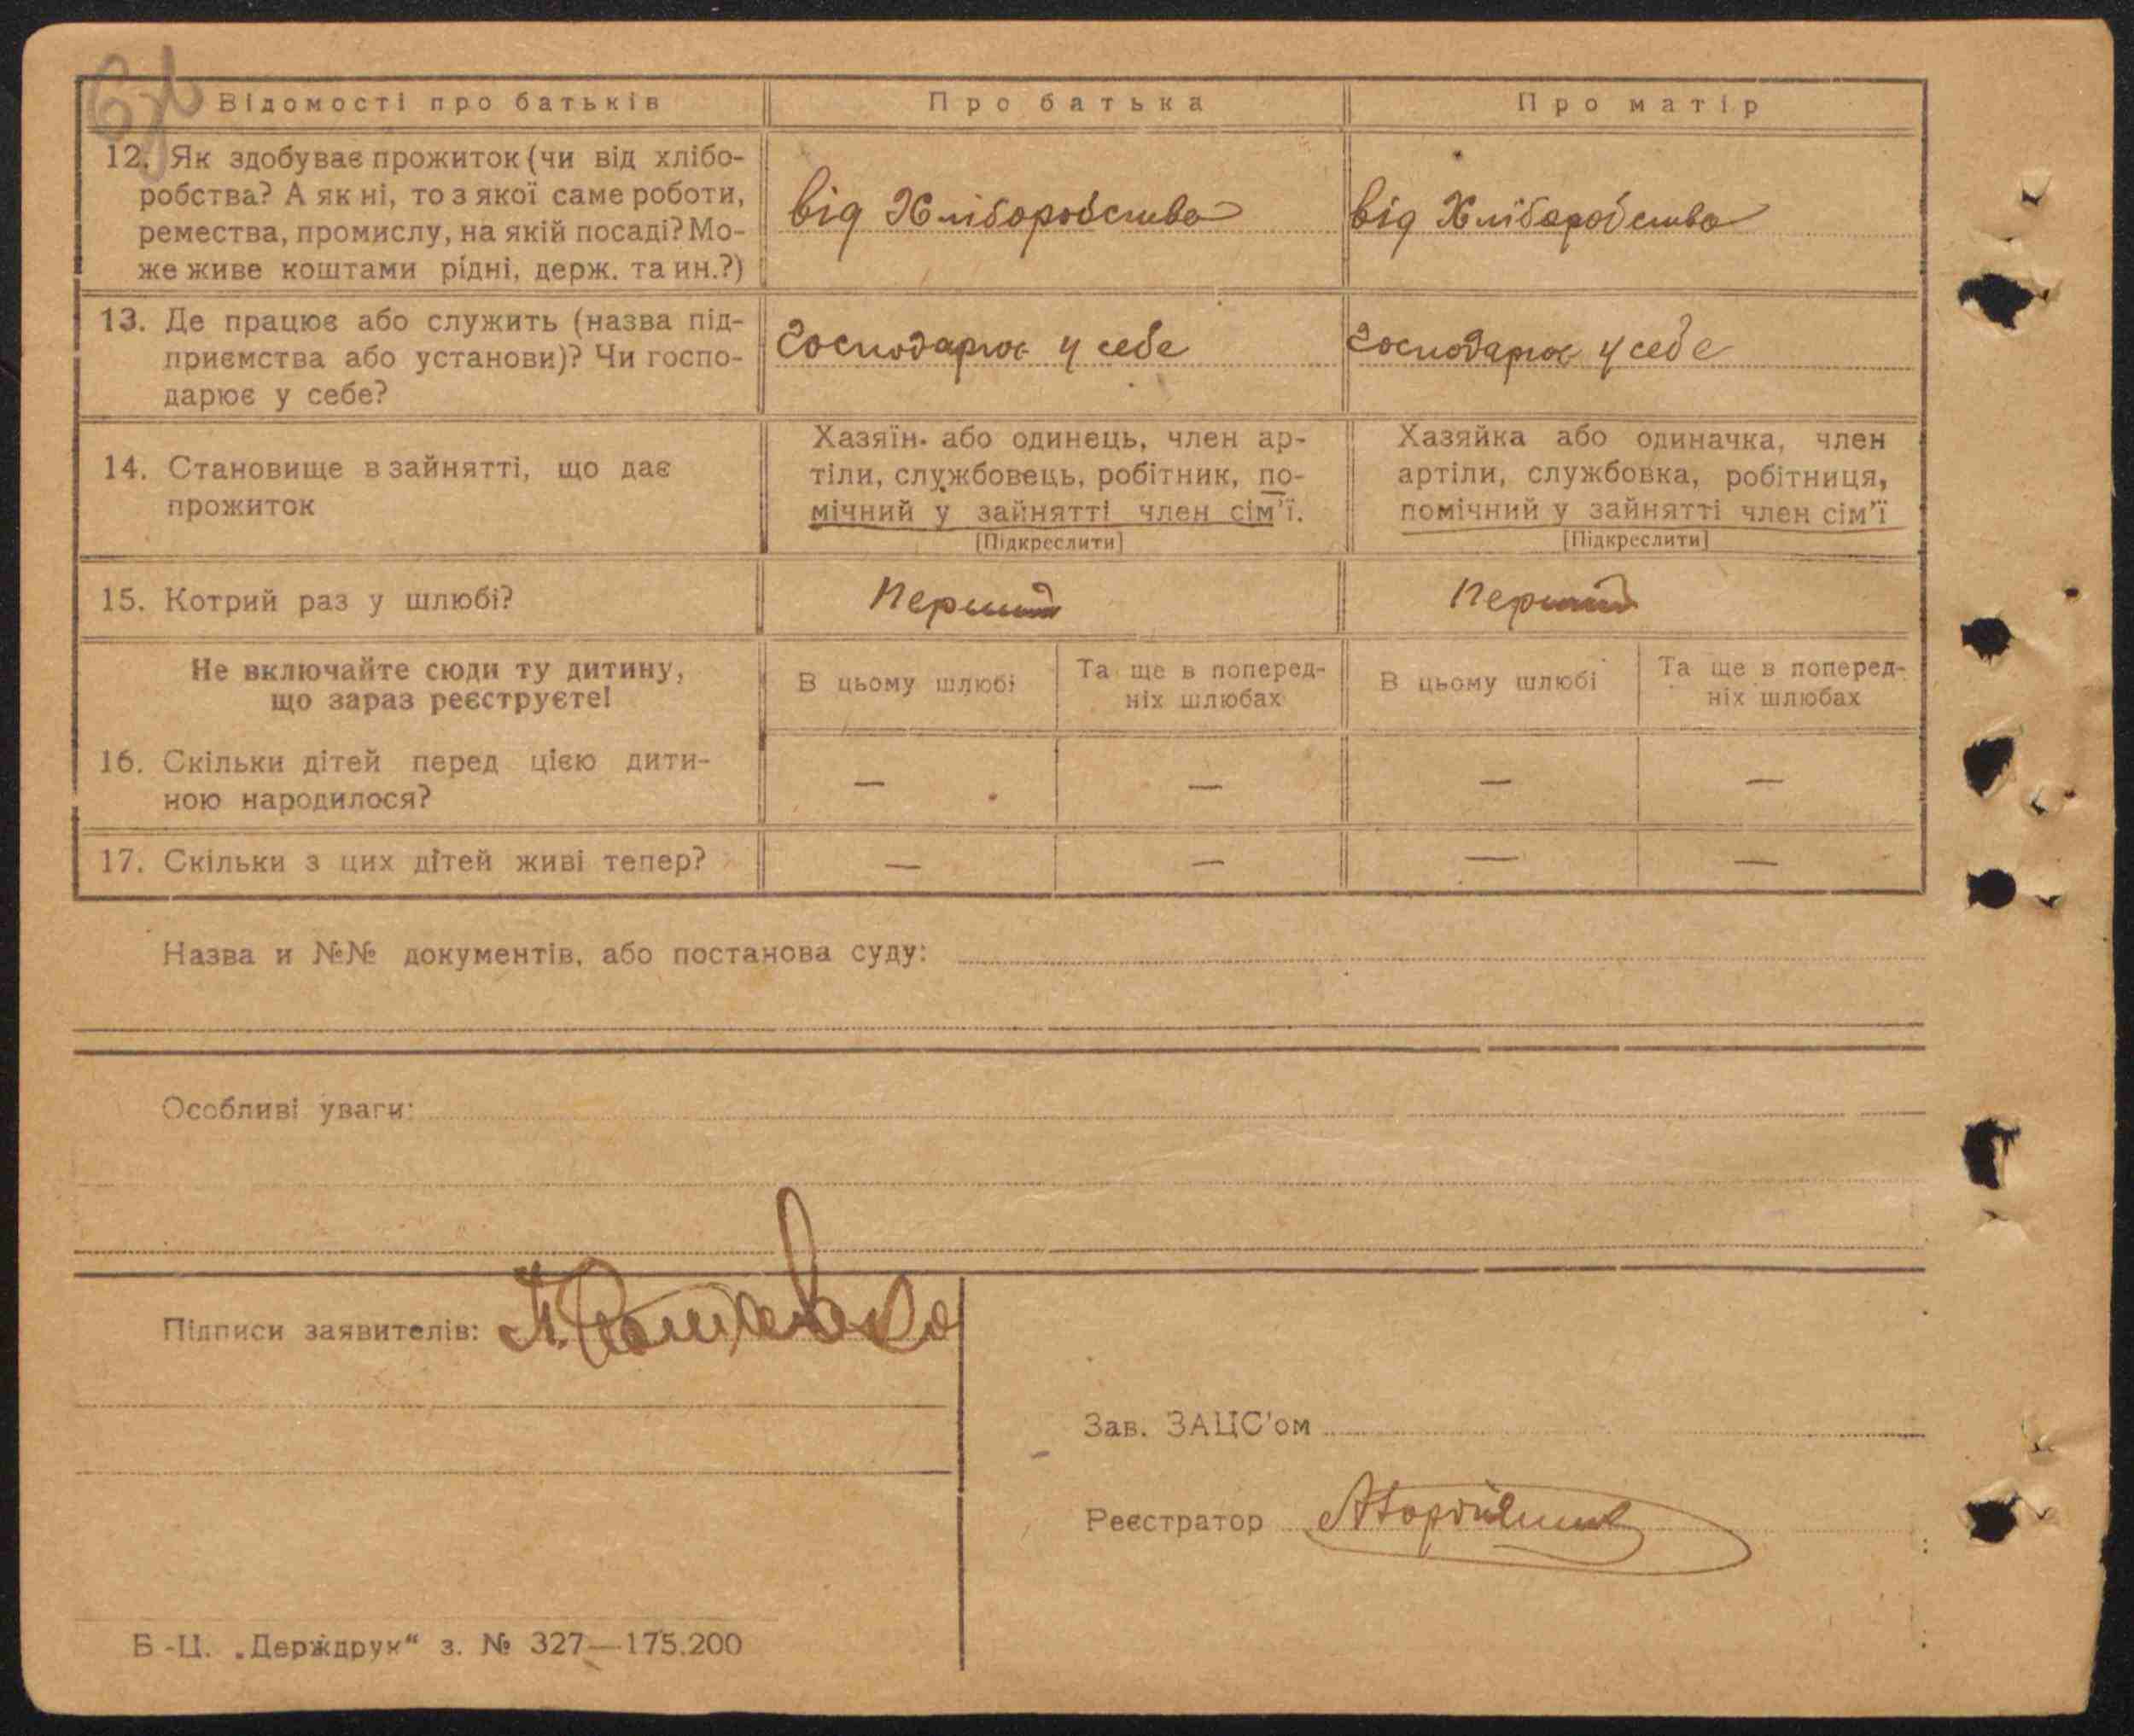 Відомості про батьків Про батька Про матір
12. Як здобуває прожиток (чи від хлібо-
робства? А як ні, то з якої саме роботи,
ремества, промислу, на якій посаді? Мо-
же живе коштами рідні, держ. та ин.?)
від Хліборобства від Хліборобства
13. Де працює або служить (назва під-
приємства або установи)? Чи госпо-
дарює у себе?
Господарює у себе Господарює у себе
14. Становище в зайнятті, що дає
прожиток
Хазяїн або одинець, член ар-
тіли, службовець, робітник, по-
мічний у зайнятті член сім'ї.
[Підкреслити]
Хазяйка або одиначка, член
артіли, службовка, робітниця,
помічний у зайнятті член сім'ї
[Підкреслити]
15. Котрий раз у шлюбі? Перший Перший
Не включайте сюди ту дитину,
що зараз реєструєте!
В цьому шлюбі
Та ще в поперед-
ніх шлюбах
В цьому шлюбі
Та ще в поперед-
ніх шлюбах
16. Скільки дітей перед цією дити-
ною народилося?
— — — —
17. Скільки з цих дітей живі тепер? — — — —
Назва и №№ документів, або постанова суду:
Особливі уваги:
Підписи заявителів:
Зав. ЗАЦС'ом
Реєстратор
Б-Ц. „Держдрук“ з. № 327—175.200